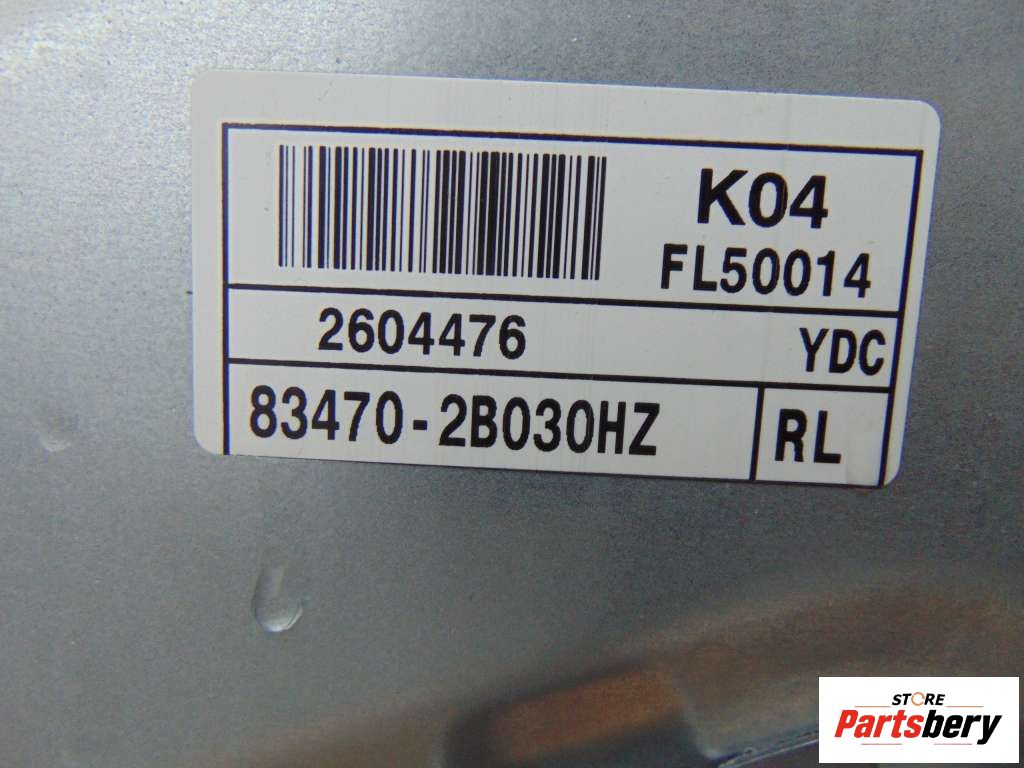 K04
FL50014
2604476 YDC
83470-2B030HZ RL
STORE
Partsbery